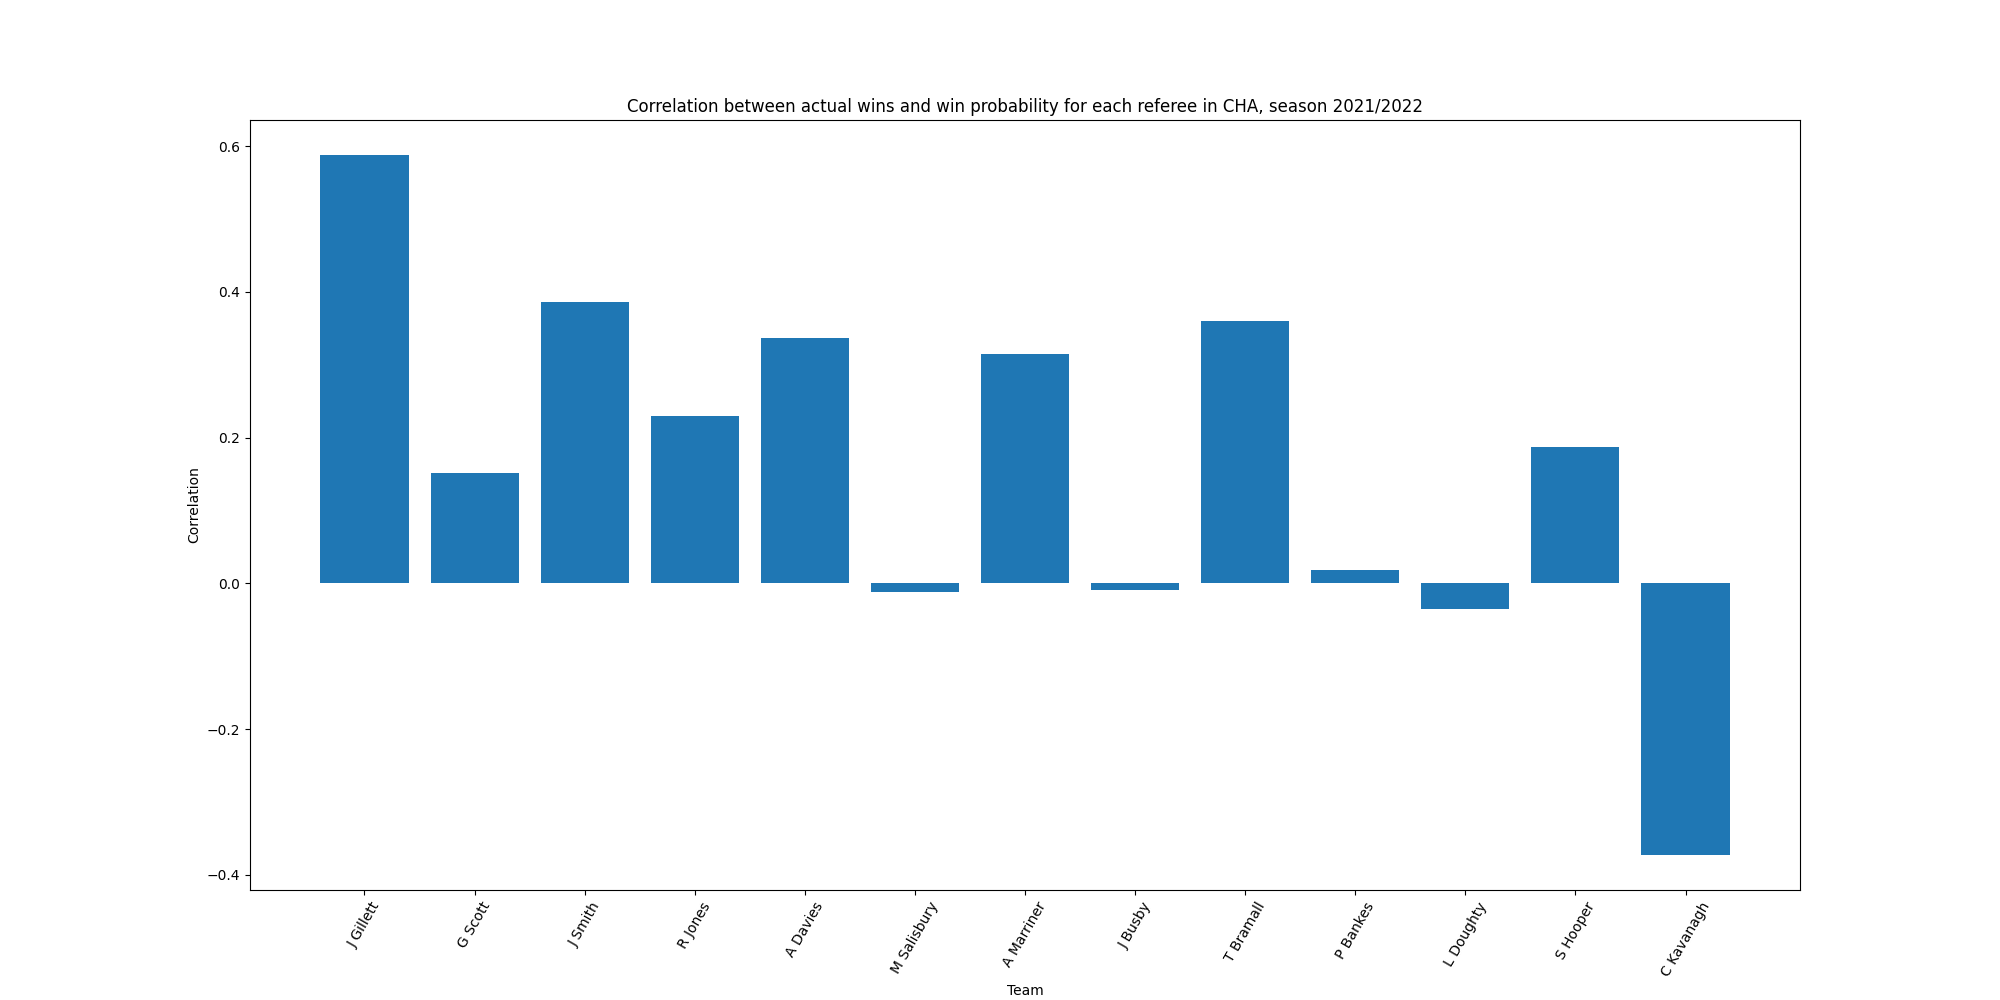 Correlation between actual wins and win probability for each referee in CHA, season 2021/2022
Correlation
0.6
0.4
0.2
0.0
−0.2
−0.4
J Gillett
G Scott
J Smith
R Jones
A Davies
M Salisbury
A Marriner
J Busby
T Bramall
P Bankes
L Doughty
S Hooper
C Kavanagh
Team